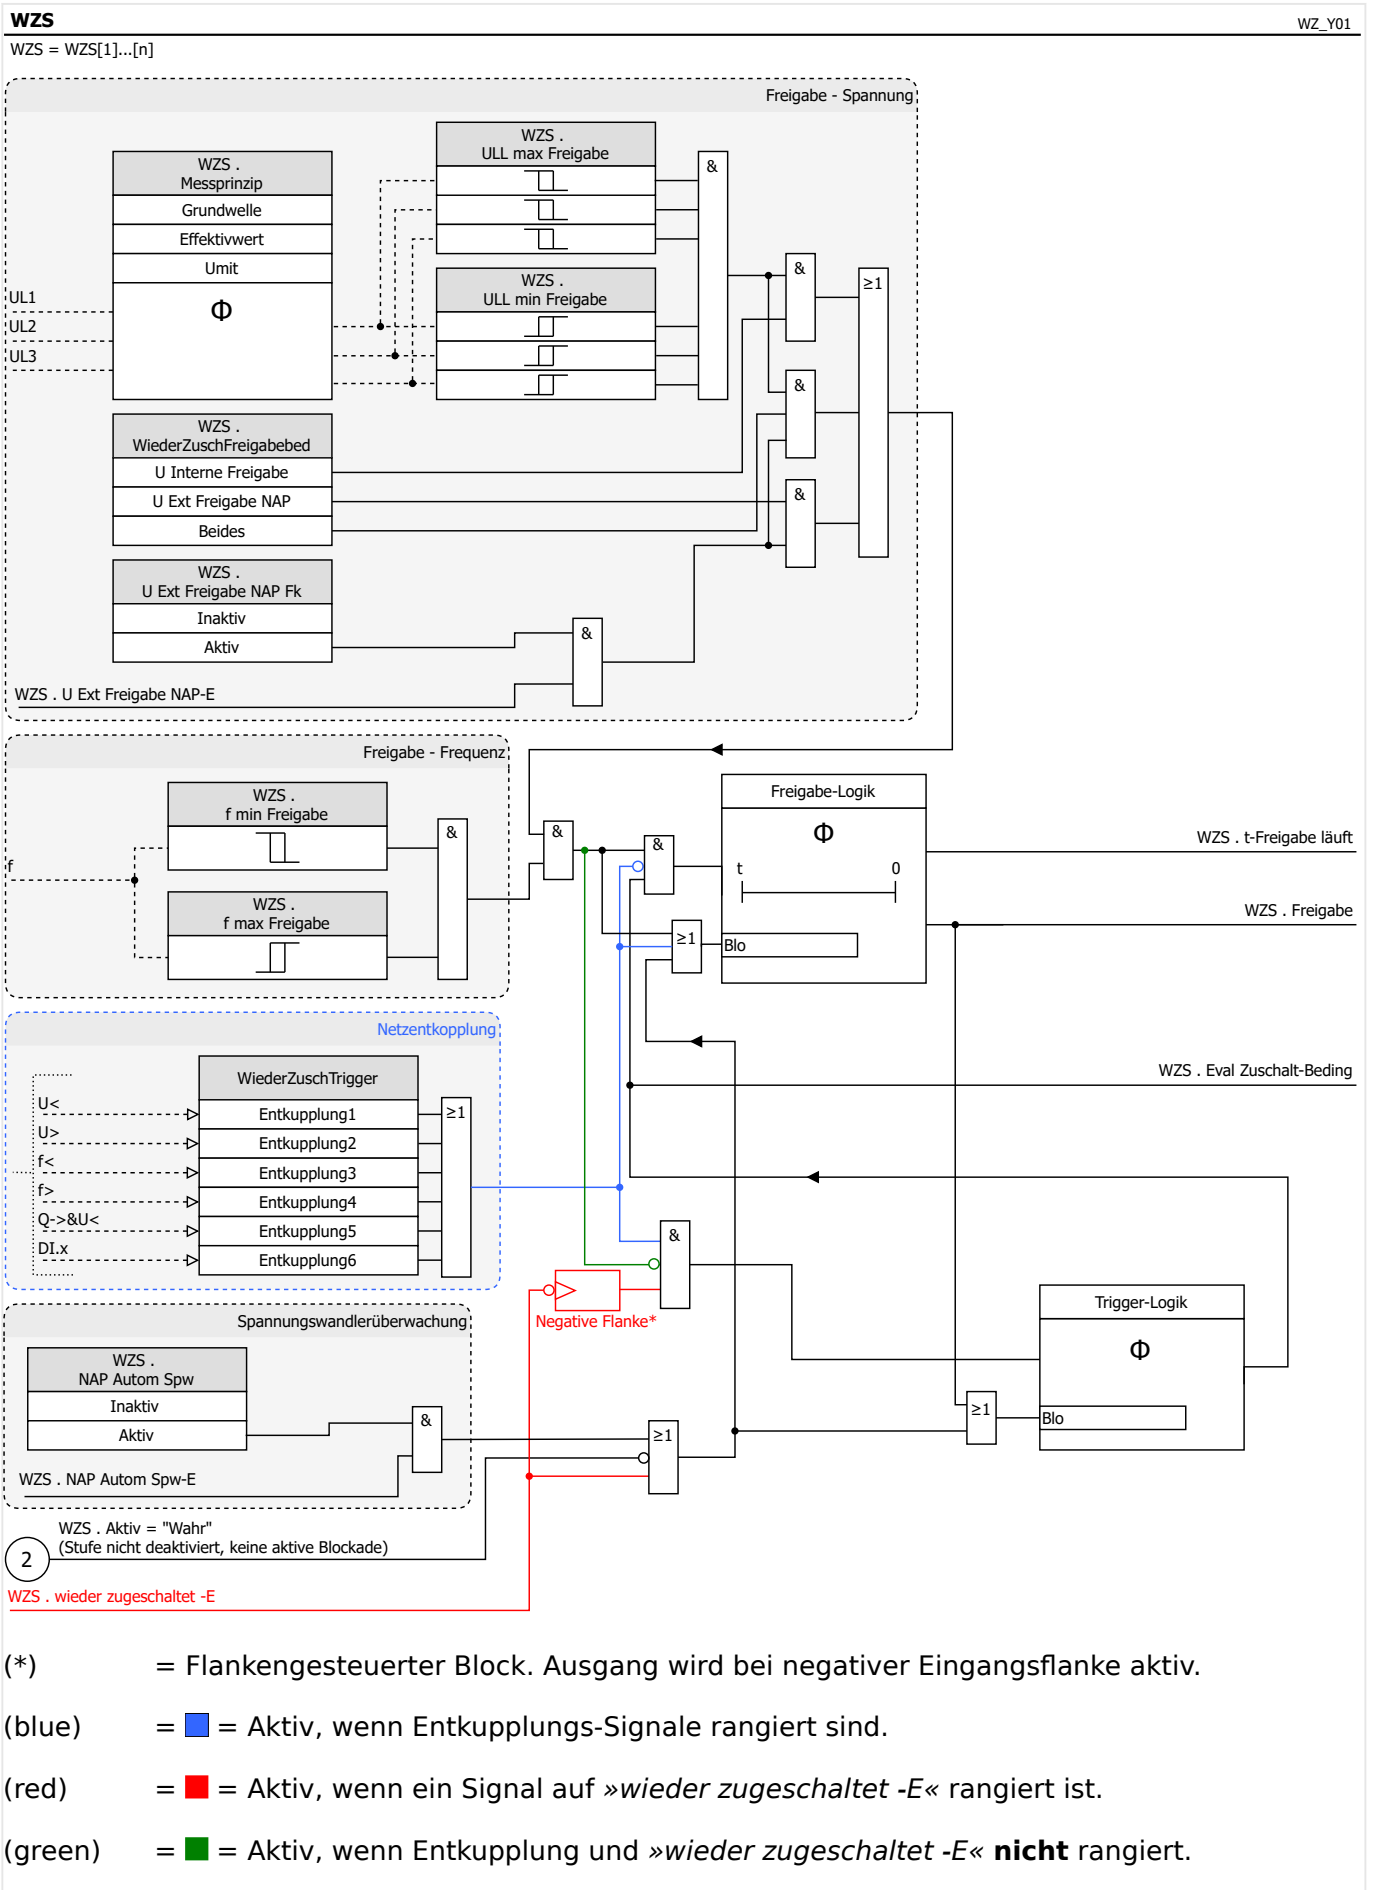 WZS
WZ_Y01
WZS = WZS[1]...[n]
Freigabe - Spannung
WZS .
Messprinzip
Grundwelle
Effektivwert
Umit
Φ
UL1
UL2
UL3
WZS .
ULL max Freigabe
WZS .
ULL min Freigabe
&
&
&
&
≥1
WZS .
WiederZuschFreigabebed
U Interne Freigabe
U Ext Freigabe NAP
Beides
WZS .
U Ext Freigabe NAP Fk
Inaktiv
Aktiv
&
WZS . U Ext Freigabe NAP-E
Freigabe - Frequenz
WZS .
f min Freigabe
f
WZS .
f max Freigabe
&
&
&
≥1
Freigabe-Logik
Φ
t 0
Blo
WZS . t-Freigabe läuft
WZS . Freigabe
Netzentkopplung
WiederZuschTrigger
U<
Entkupplung1
U>
Entkupplung2
f<
Entkupplung3
f>
Entkupplung4
Q->&U<
Entkupplung5
DI.x
Entkupplung6
≥1
WZS . Eval Zuschalt-Beding
&
Negative Flanke*
Trigger-Logik
Φ
Blo
≥1
Spannungswandlerüberwachung
WZS .
NAP Autom Spw
Inaktiv
Aktiv
&
≥1
WZS . NAP Autom Spw-E
2
WZS . Aktiv = "Wahr"
(Stufe nicht deaktiviert, keine aktive Blockade)
WZS . wieder zugeschaltet -E
(*) = Flankengesteuerter Block. Ausgang wird bei negativer Eingangsflanke aktiv.
(blue) = = Aktiv, wenn Entkupplungs-Signale rangiert sind.
(red) = = Aktiv, wenn ein Signal auf »wieder zugeschaltet -E« rangiert ist.
(green) = = Aktiv, wenn Entkupplung und »wieder zugeschaltet -E« nicht rangiert.